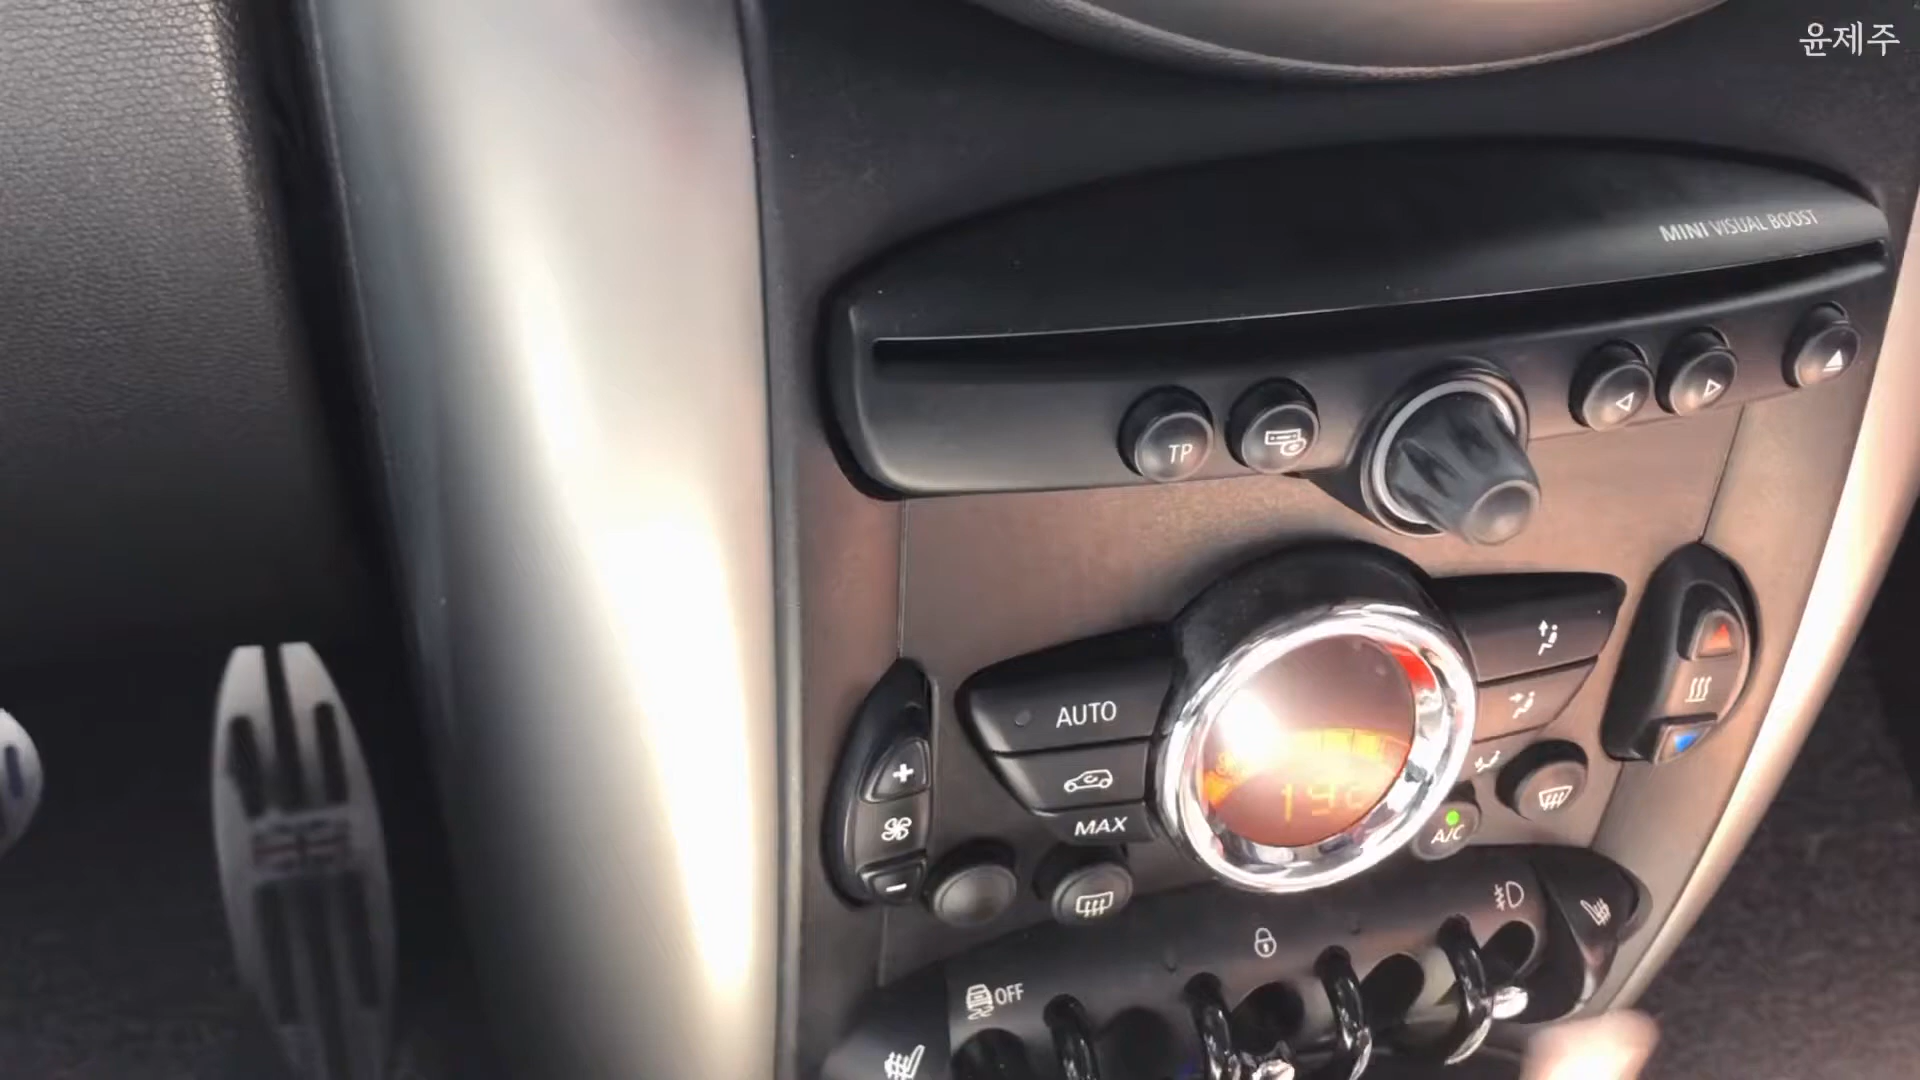 윤제주
MINI VISUAL BOOST
TP
AUTO
MAX
A/C
OFF